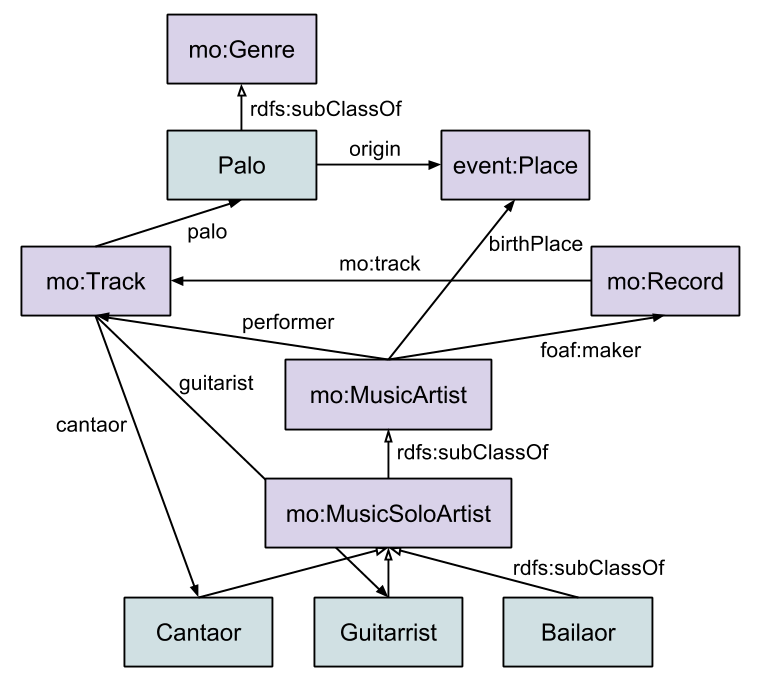 mo:Genre
rdfs:subClassOf
Palo
origin
event:Place
palo
birthPlace
mo:Track
mo:track
mo:Record
performer
foaf:maker
guitarist
mo:MusicArtist
cantaor
rdfs:subClassOf
mo:MusicSoloArtist
rdfs:subClassOf
Cantaor
Guitarrist
Bailaor